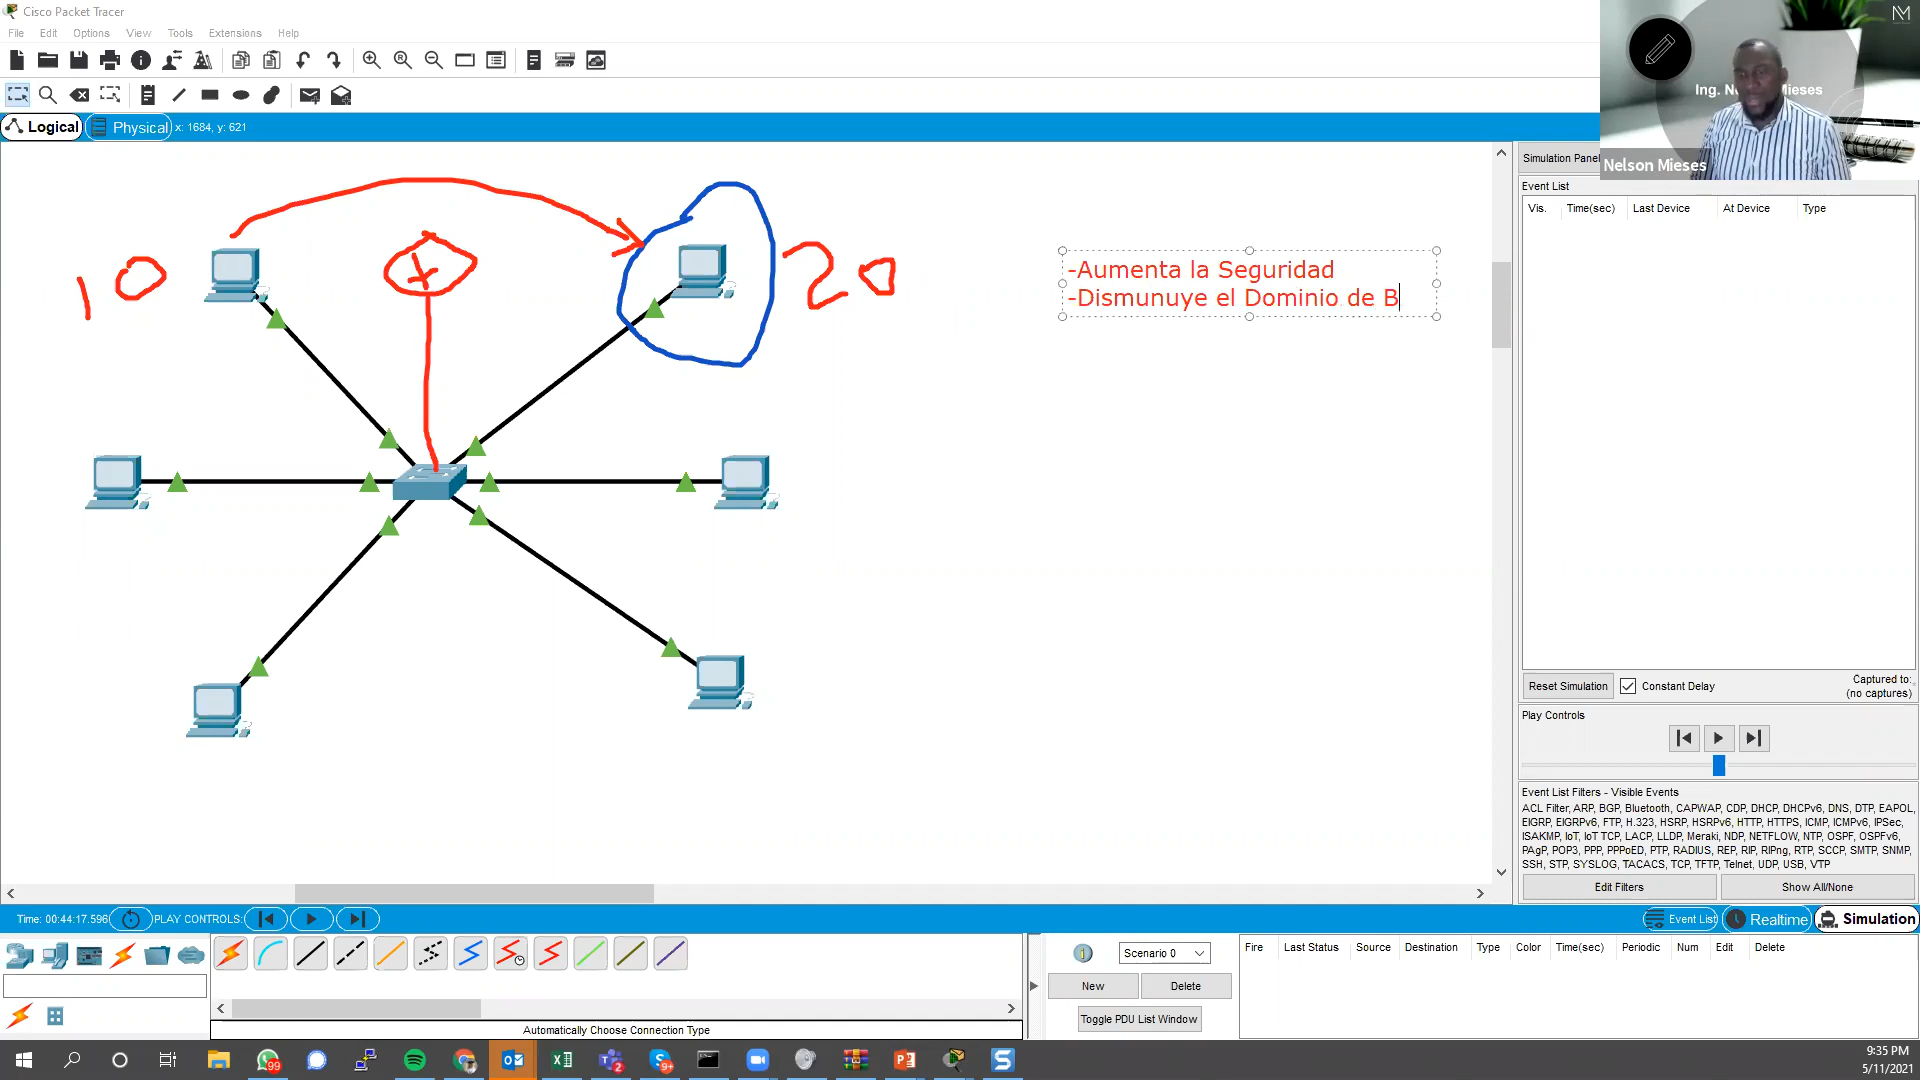 Cisco Packet Tracer
File Edit Options View Tools Extensions Help
Logical Physical x: 1684, y: 621
Ing. Ne Mieses
Nelson Mieses
10
20
-Aumenta la Seguridad
-Dismunuye el Dominio de B
Simulation Panel
Event List
Vis. Time(sec) Last Device At Device Type
Reset Simulation Constant Delay
Captured to:
(no captures)
Play Controls
Event List Filters - Visible Events
ACL Filter, ARP, BGP, Bluetooth, CAPWAP, CDP, DHCP, DHCPv6, DNS, DTP, EAPOL,
EIGRP, EIGRPv6, FTP, H.323, HSRP, HSRPv6, HTTP, HTTPS, ICMP, ICMPv6, IPSec,
ISAKMP, IoT, IoT TCP, LACP, LLDP, Meraki, NDP, NETFLOW, NTP, OSPF, OSPFv6,
PAgP, POP3, PPP, PPPoED, PTP, RADIUS, REP, RIP, RIPng, RTP, SCCP, SMTP, SNMP,
SSH, STP, SYSLOG, TACACS, TCP, TFTP, Telnet, UDP, USB, VTP
Edit Filters Show All/None
Time: 00:44:17.596 PLAY CONTROLS:
Event List Realtime Simulation
Scenario 0
New Delete
Toggle PDU List Window
Fire Last Status Source Destination Type Color Time(sec) Periodic Num Edit Delete
Automatically Choose Connection Type
99
2
9+
9:35 PM
5/11/2021